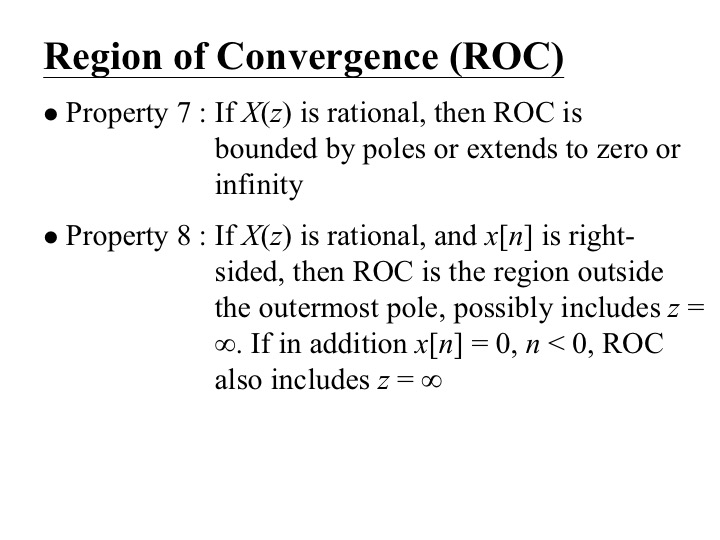 Region of Convergence (ROC)
● Property 7 : If X(z) is rational, then ROC is
bounded by poles or extends to zero or
infinity
● Property 8 : If X(z) is rational, and x[n] is right-
sided, then ROC is the region outside
the outermost pole, possibly includes z =
∞. If in addition x[n] = 0, n < 0, ROC
also includes z = ∞